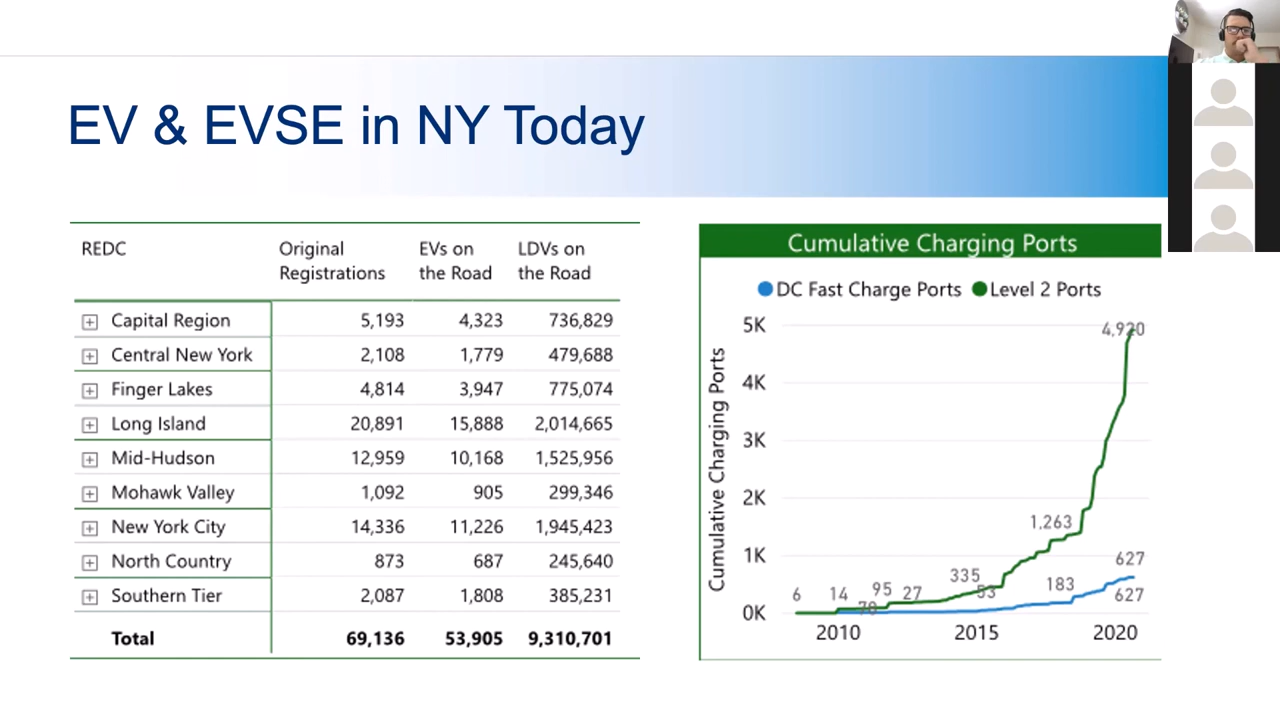 EV & EVSE in NY Today
REDC
Original
Registrations
EVs on
the Road
LDVs on
the Road
Capital Region 5,193 4,323 736,829
Central New York 2,108 1,779 479,688
Finger Lakes 4,814 3,947 775,074
Long Island 20,891 15,888 2,014,665
Mid-Hudson 12,959 10,168 1,525,956
Mohawk Valley 1,092 905 299,346
New York City 14,336 11,226 1,945,423
North Country 873 687 245,640
Southern Tier 2,087 1,808 385,231
Total 69,136 53,905 9,310,701
Cumulative Charging Ports
DC Fast Charge Ports Level 2 Ports
Cumulative Charging Ports
5K
4K
3K
2K
1K
0K
4,920
1,263
627
335
183
95
53
27
14
6
627
2010 2015 2020